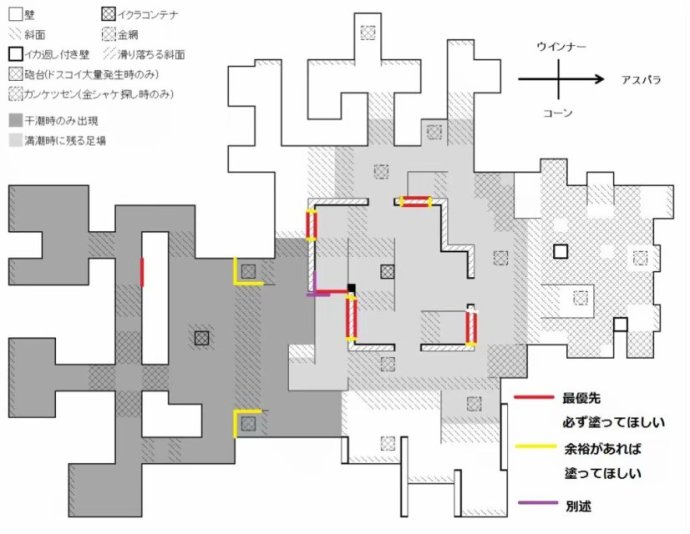 壁
イクラコンテナ
斜面
金網
イカ返し付き壁
滑り落ちる斜面
砲台(ドスコイ大量発生時のみ)
カンケツセン(金シャケ探し時のみ)
干潮時のみ出現
満潮時に残る足場
ウインナー
アスパラ
コーン
最優先
必ず塗ってほしい
余裕があれば
塗ってほしい
別述